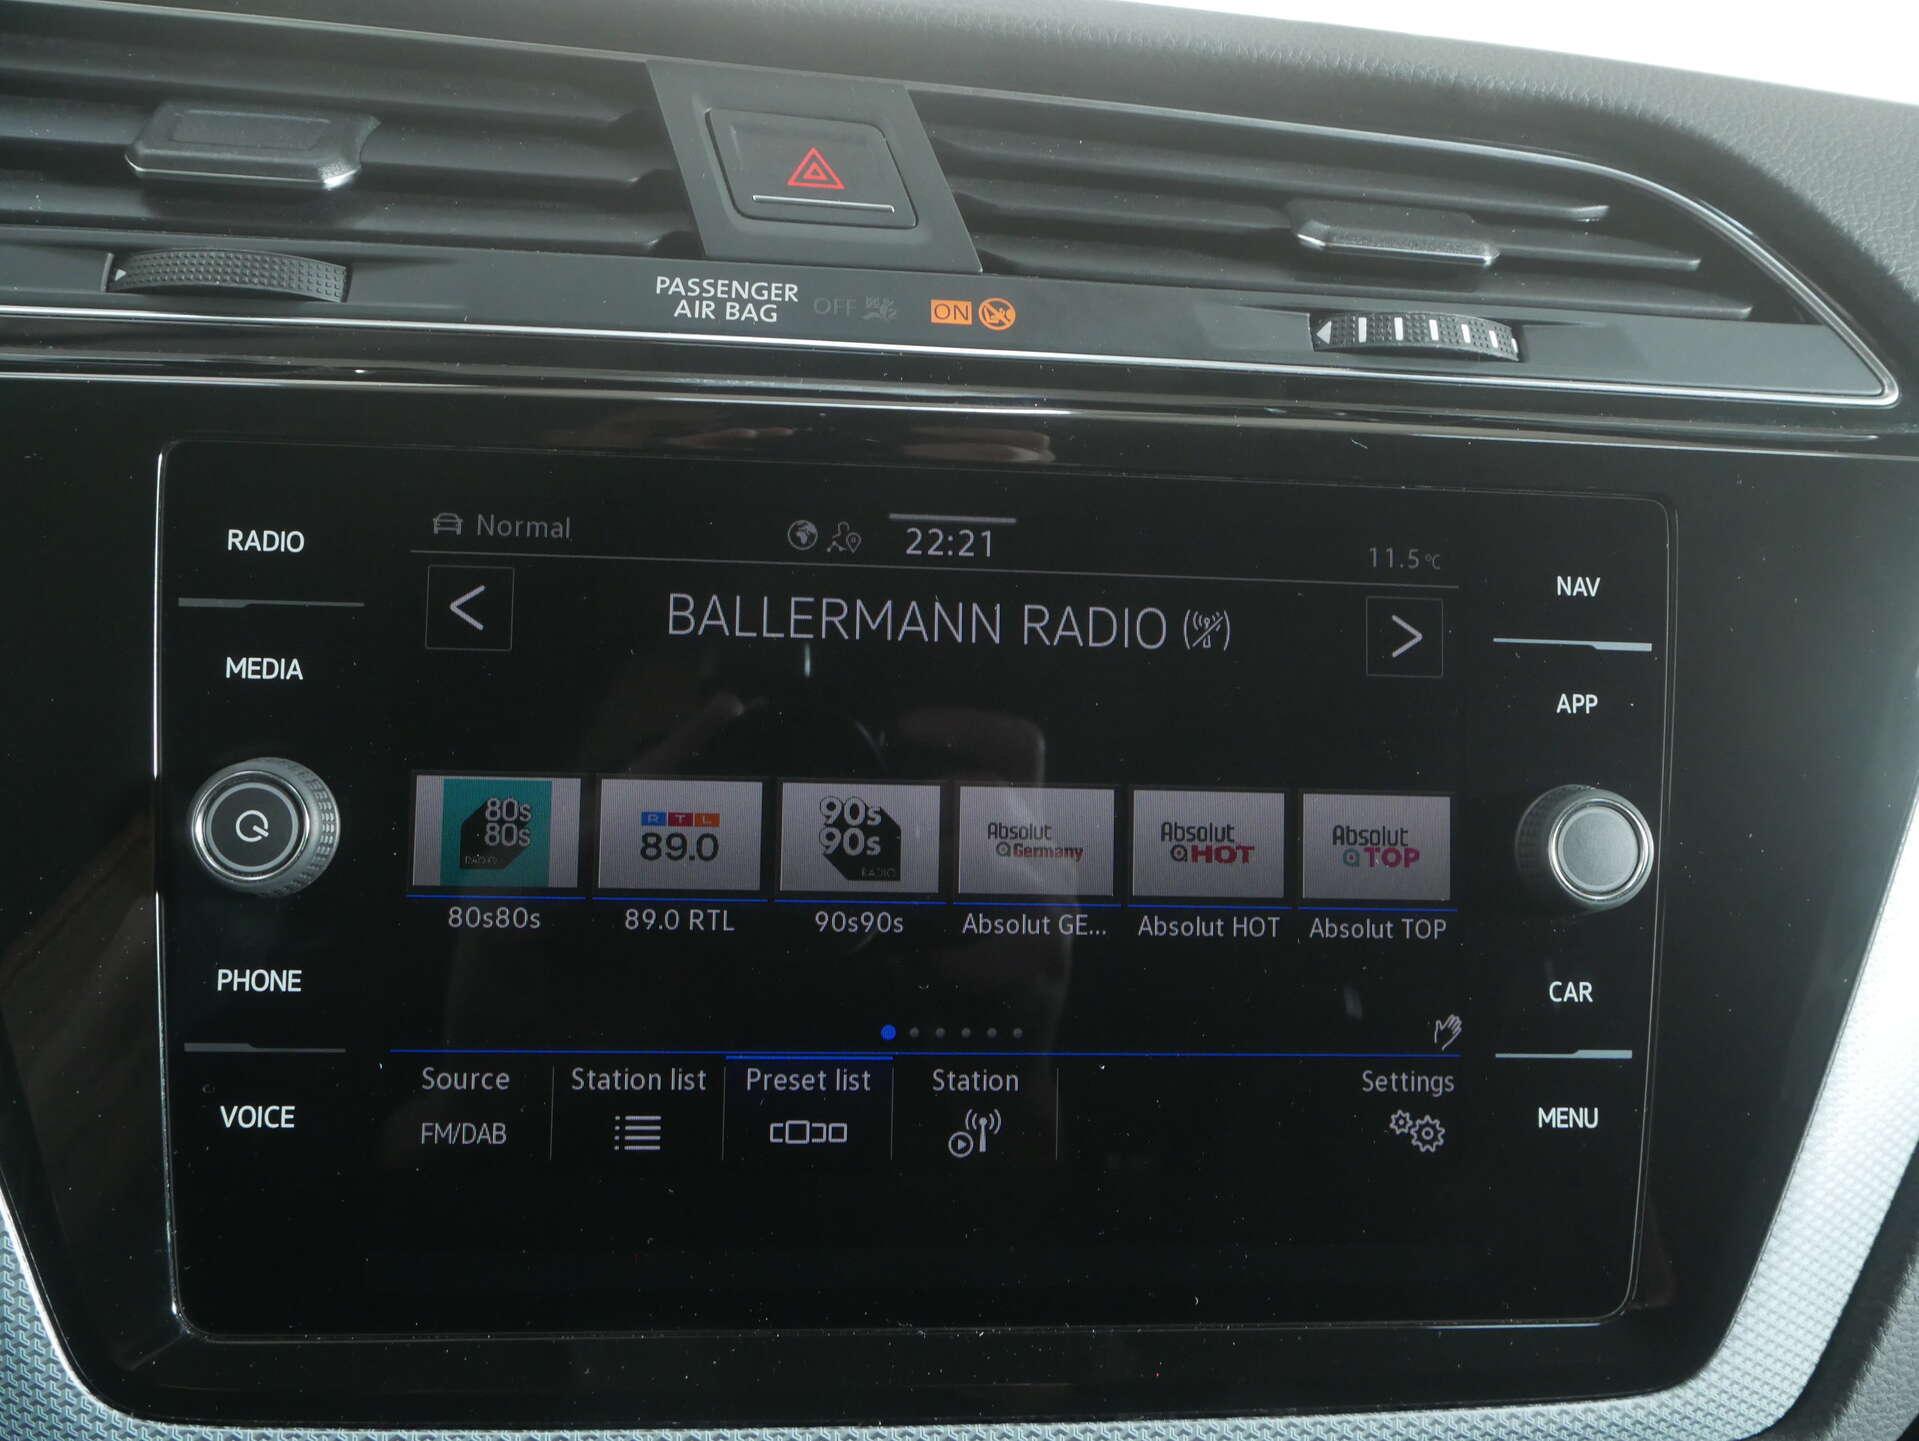 PASSENGER
AIR BAG
OFF
ON
RADIO
MEDIA
PHONE
VOICE
Normal
22:21
11.5 °C
<
BALLERMANN RADIO
>
80s
80s
RADIO
RTL
89.0
90s
90s
RADIO
Absolut
Germany
Absolut
HOT
Absolut
TOP
80s80s
89.0 RTL
90s90s
Absolut GE...
Absolut HOT
Absolut TOP
Source
FM/DAB
Station list
Preset list
Station
Settings
NAV
APP
CAR
MENU